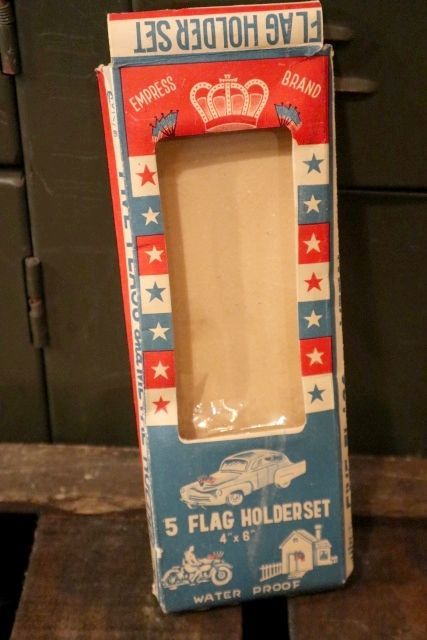 FLAG HOLDER SET
EMPRESS BRAND
5 FLAG HOLDERSET
4" x 6"
WATER PROOF